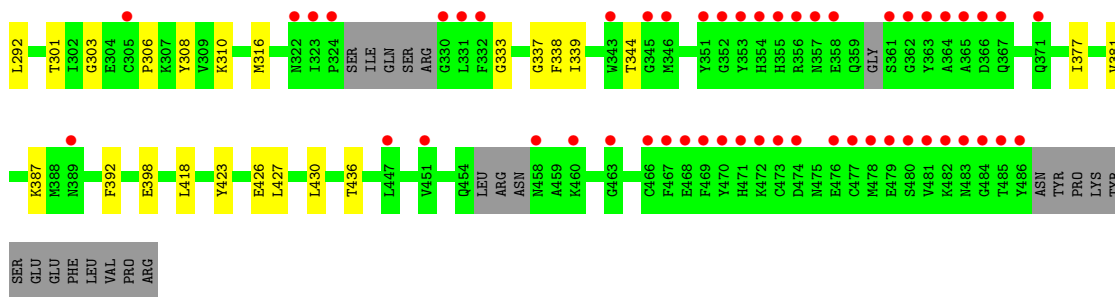 L292 T301 I302 G303 E304 C305 P306 K307 Y308 V309 K310 M316 N322 I323 P324 SER ILE GLN SER ARG G330 L331 F332 G333 G337 F338 I339 W343 T344 G345 M346 Y351 G352 Y353 H354 H355 R356 N357 E358 Q359 GLY S361 G362 Y363 A364 A365 D366 Q367 Q371 I377 V381
K387 M388 N389 F392 E398 L418 Y423 E426 L427 L430 T436 L447 V451 Q454 LEU ARG ASN N458 A459 K460 G463 C466 F467 E468 F469 Y470 H471 K472 C473 D474 N475 E476 C477 M478 E479 S480 V481 K482 N483 G484 T485 Y486 ASN TYR PRO LYS TYR
SER GLU GLU PHE LEU VAL PRO ARG